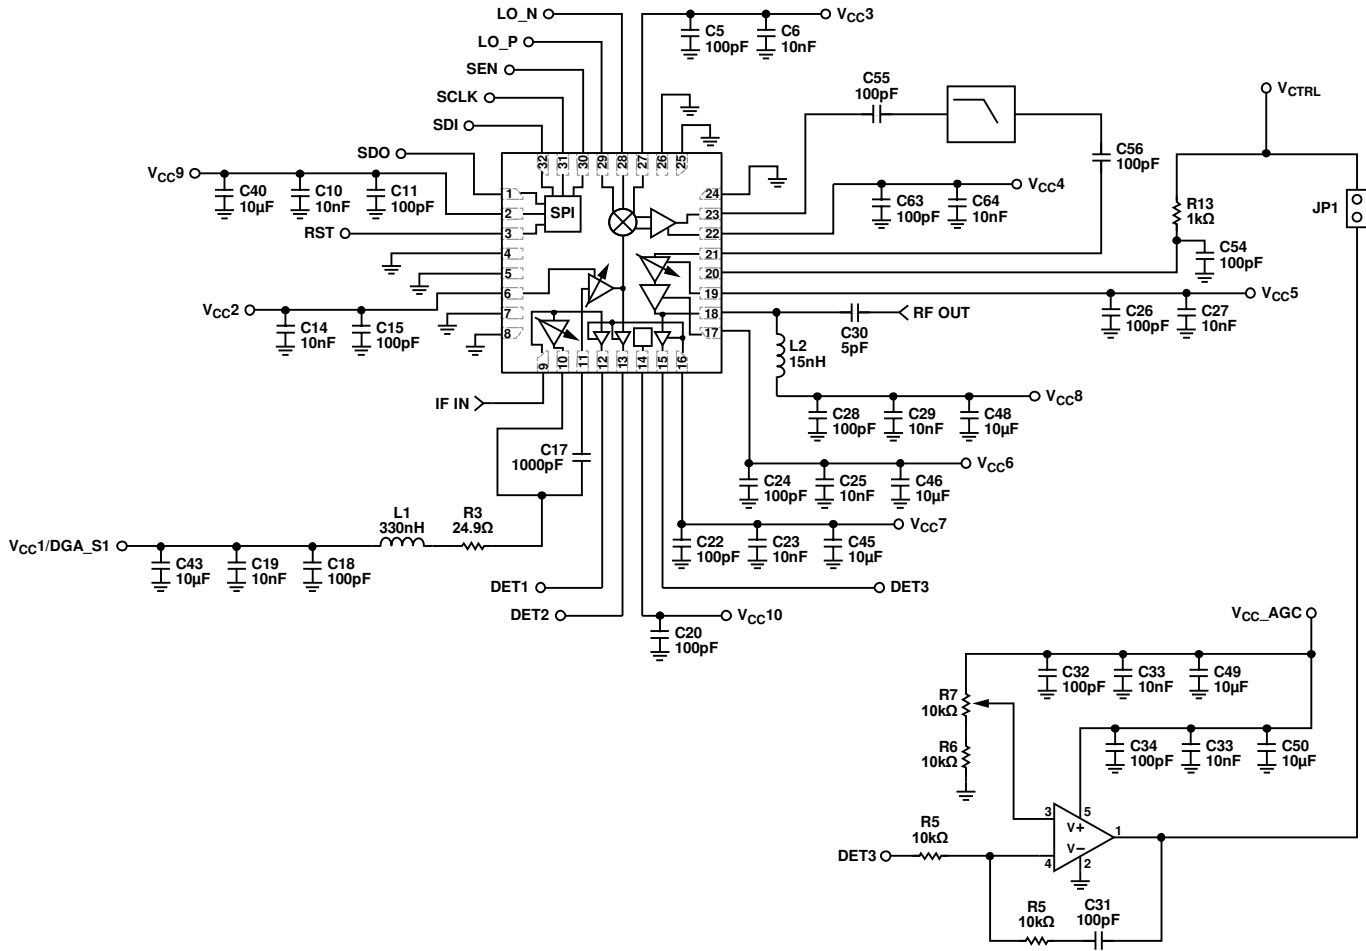 LO_N
VCC3
C5
100pF
C6
10nF
LO_P
SEN
SCLK
SDI
SDO
C55
100pF
VCTRL
C56
100pF
VCC9
C40
10µF
C10
10nF
C11
100pF
32
31
30
29
28
27
26
25
24
1
23
2
SPI
22
RST
3
4
21
5
20
6
19
7
18
8
17
9
10
11
12
13
14
15
16
C63
100pF
C64
10nF
VCC4
R13
1kΩ
JP1
C54
100pF
VCC2
C14
10nF
C15
100pF
VCC5
C26
100pF
C27
10nF
RF OUT
C30
5pF
L2
15nH
IF IN
VCC8
C28
100pF
C29
10nF
C48
10µF
C17
1000pF
VCC6
C24
100pF
C25
10nF
C46
10µF
L1
330nH
R3
24.9Ω
VCC7
C22
100pF
C23
10nF
C45
10µF
VCC1/DGA_S1
C43
10µF
C19
10nF
C18
100pF
DET1
DET3
DET2
VCC10
C20
100pF
VCC_AGC
C32
100pF
C33
10nF
C49
10µF
R7
10kΩ
R6
10kΩ
C34
100pF
C33
10nF
C50
10µF
3
5
V+
1
V–
4
2
R5
10kΩ
DET3
R5
10kΩ
C31
100pF